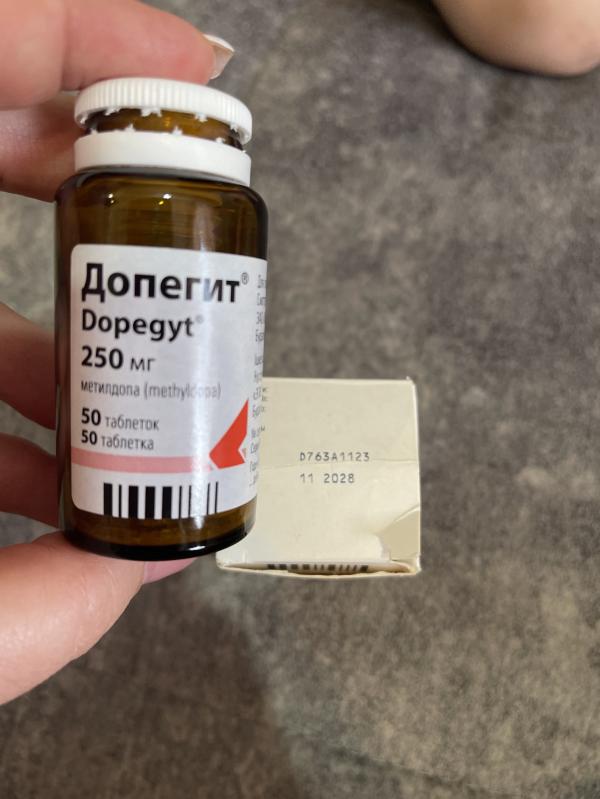 Допегит®
Dopegyt®
250 мг
метилдопа (methyldopa)
50 таблеток
50 таблетка
D763A1123
11 2028